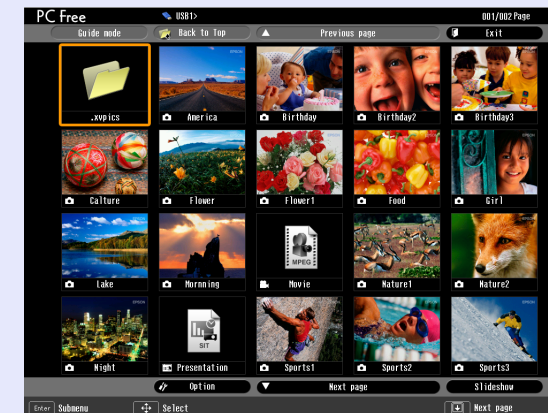 PC Free USB1> 001/002 Page
Guide mode Back to Top Previous page Exit
.xvpics America Birthday Birthday2 Birthday3
Calture Flower Flower1 Food Girl
MPEG
Lake Mornning Movie Nature1 Nature2
SIT
Night Presentation Sports1 Sports2 Sports3
Option Next page Slideshow
Enter Submenu Select Next page